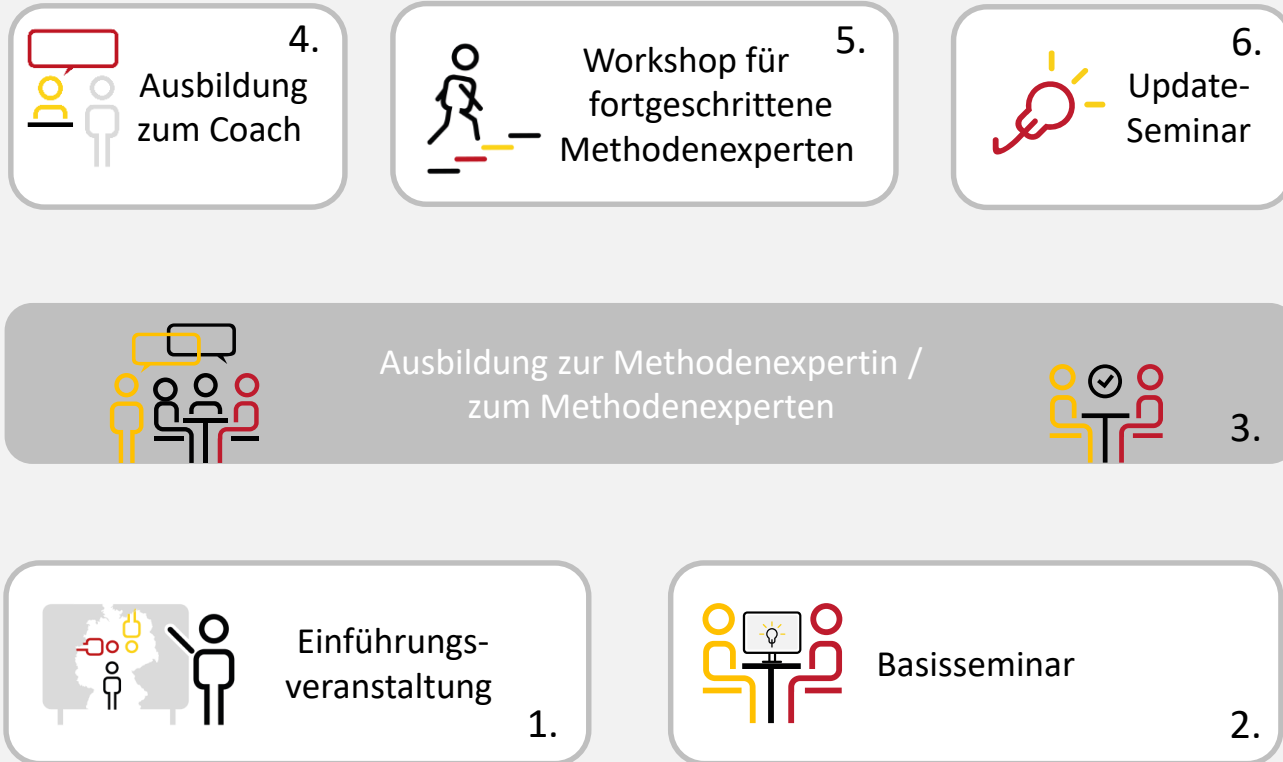 4.
Ausbildung
zum Coach
5.
Workshop für
fortgeschrittene
Methodenexperten
6.
Update-
Seminar
Ausbildung zur Methodenexpertin /
zum Methodenexperten
3.
Einführungs-
veranstaltung
1.
Basisseminar
2.